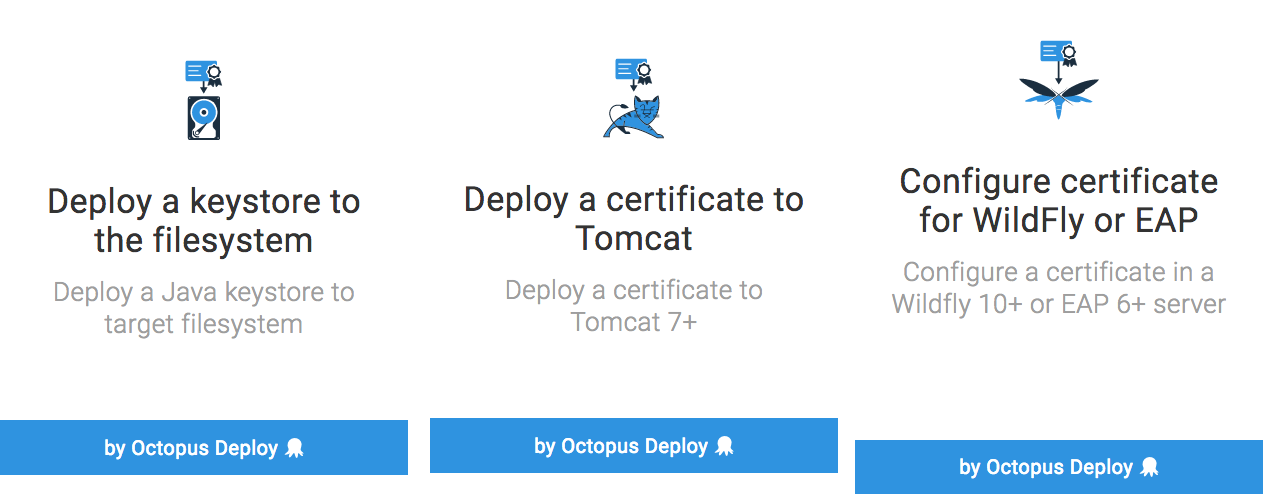 Deploy a keystore to
the filesystem
Deploy a Java keystore to
target filesystem
by Octopus Deploy
Deploy a certificate to
Tomcat
Deploy a certificate to
Tomcat 7+
by Octopus Deploy
Configure certificate
for WildFly or EAP
Configure a certificate in a
Wildfly 10+ or EAP 6+ server
by Octopus Deploy